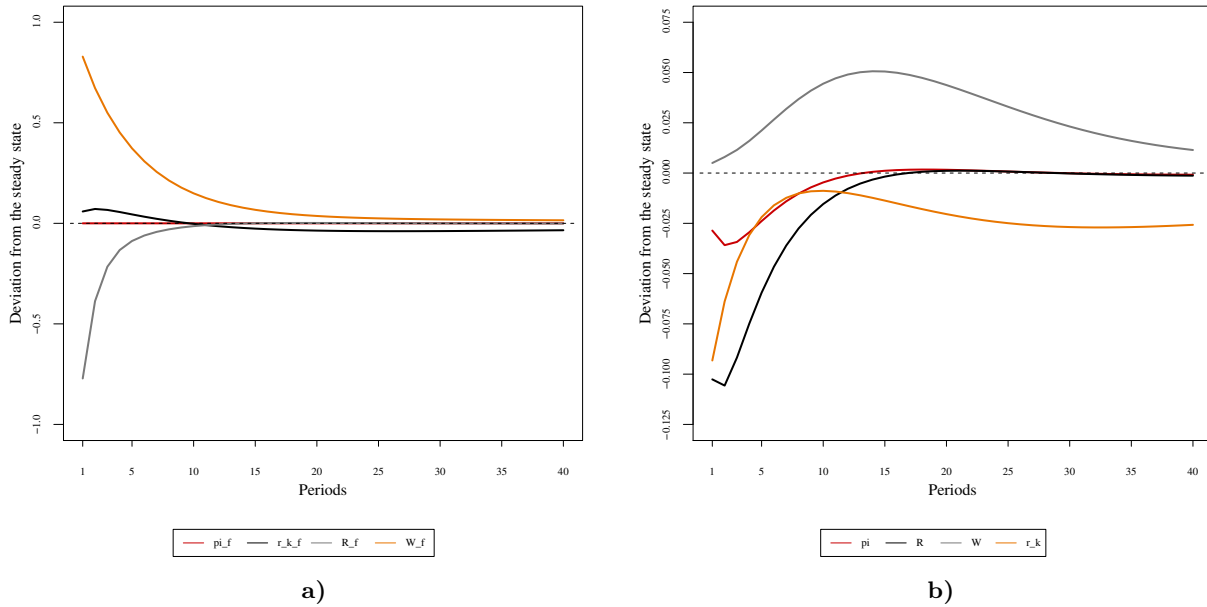 Deviation from the steady state
1.0
0.5
0.0
−0.5
−1.0
1 5 10 15 20 25 30 35 40
Periods
pi_f r_k_f R_f W_f
a)
Deviation from the steady state
0.075
0.050
0.025
0.000
−0.025
−0.050
−0.075
−0.100
−0.125
1 5 10 15 20 25 30 35 40
Periods
pi R W r_k
b)